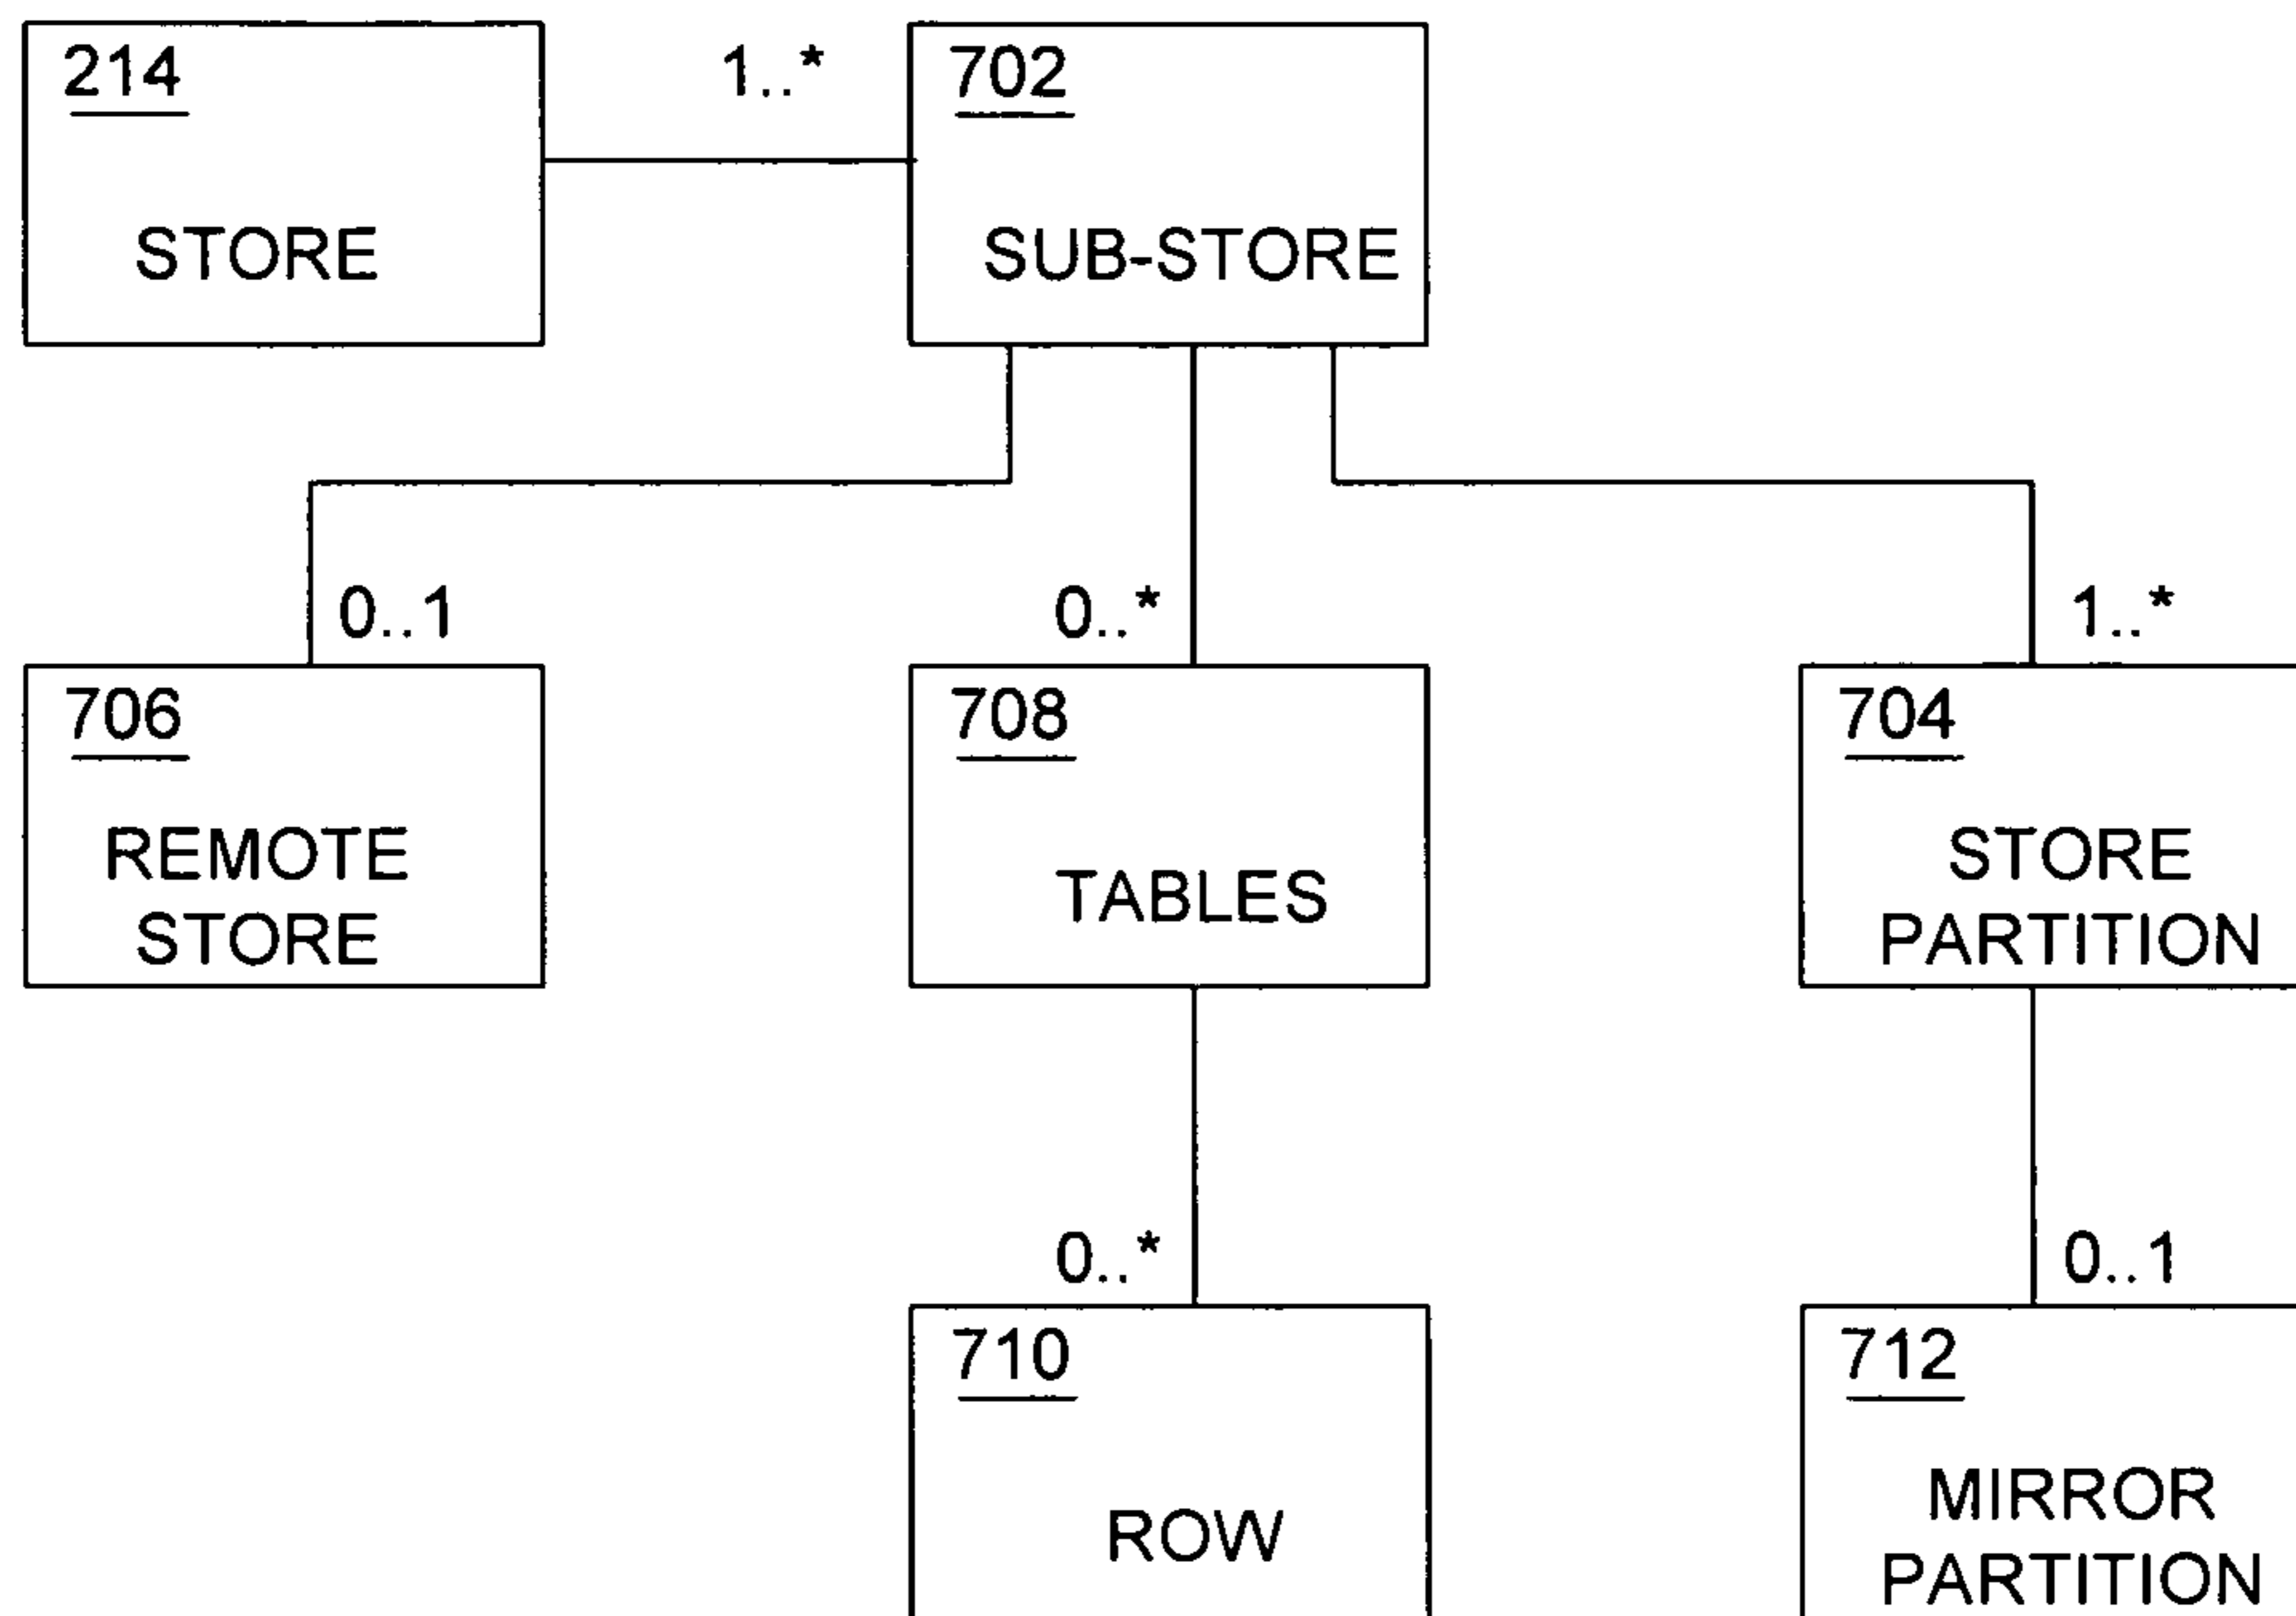 214
1..*
702
STORE
SUB-STORE
0..1
0..*
1..*
706
708
704
REMOTE
STORE
TABLES
STORE
PARTITION
0..*
0..1
710
712
ROW
MIRROR
PARTITION